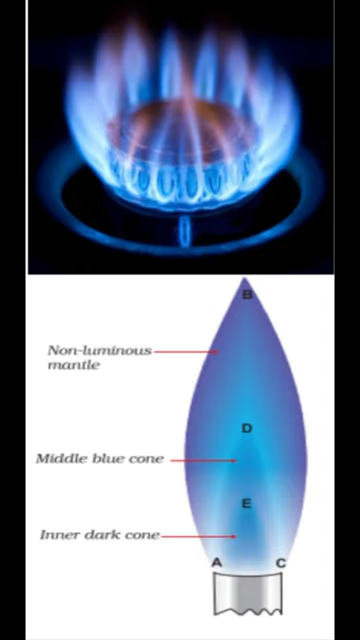 B
Non-luminous
mantle
D
Middle blue cone
E
Inner dark cone
A C